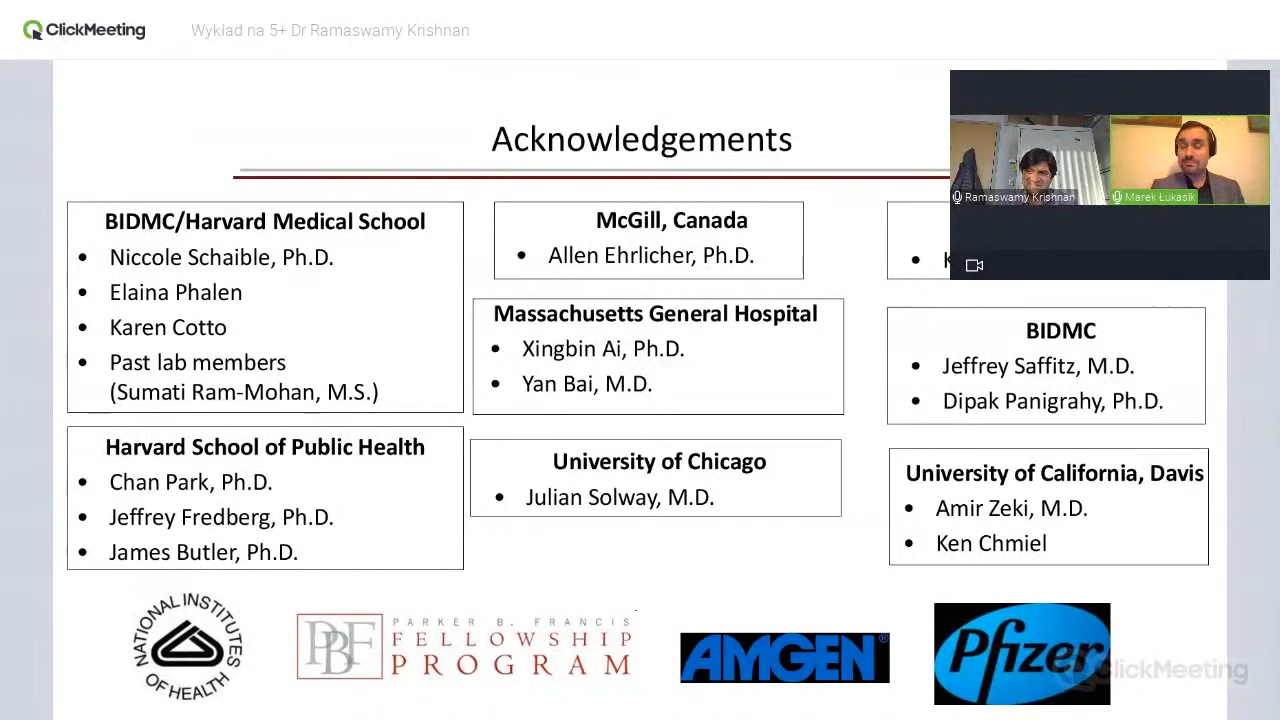 ClickMeeting
Wyklad na 5+ Dr Ramaswamy Krishnan
Acknowledgements
BIDMC/Harvard Medical School
• Niccole Schaible, Ph.D.
• Elaina Phalen
• Karen Cotto
• Past lab members
(Sumati Ram-Mohan, M.S.)
Harvard School of Public Health
• Chan Park, Ph.D.
• Jeffrey Fredberg, Ph.D.
• James Butler, Ph.D.
McGill, Canada
• Allen Ehrlicher, Ph.D.
Massachusetts General Hospital
• Xingbin Ai, Ph.D.
• Yan Bai, M.D.
University of Chicago
• Julian Solway, M.D.
Ramaswamy Krishnan
Marek Łukasik
BIDMC
• Jeffrey Saffitz, M.D.
• Dipak Panigrahy, Ph.D.
University of California, Davis
• Amir Zeki, M.D.
• Ken Chmiel
NATIONAL INSTITUTES
OF HEALTH
PBF
PARKER B. FRANCIS
FELLOWSHIP
PROGRAM
AMGEN®
Pfizer
ClickMeeting